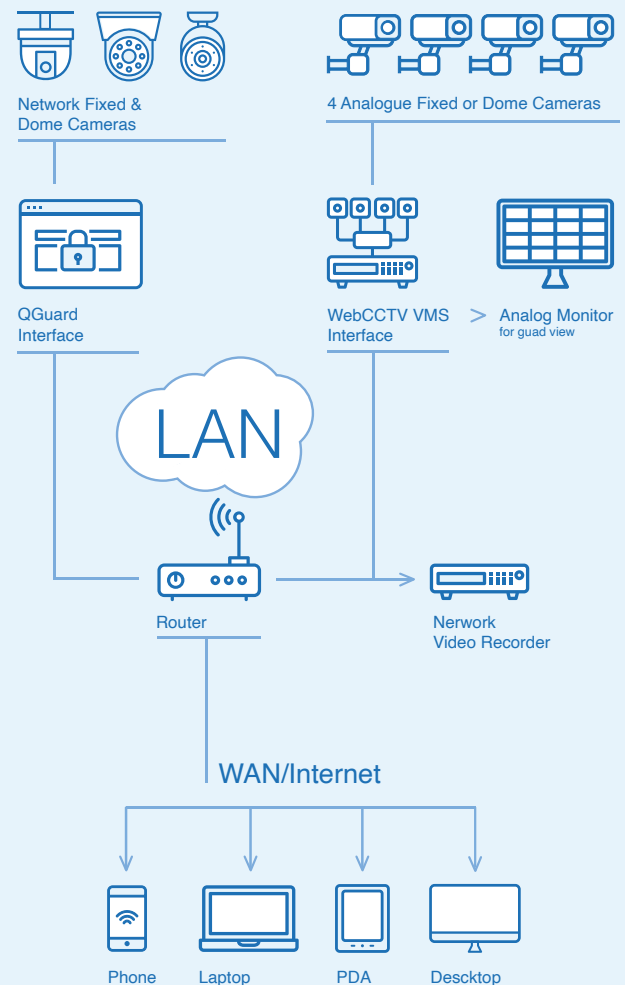 Network Fixed &
Dome Cameras
4 Analogue Fixed or Dome Cameras
QGuard
Interface
WebCCTV VMS
Interface
>
Analog Monitor
for guad view
LAN
Router
Nerwork
Video Recorder
WAN/Internet
Phone
Laptop
PDA
Descktop